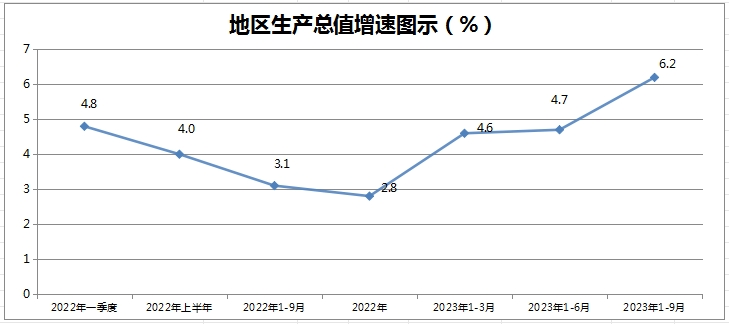 地区生产总值增速图示（%）
7
6
5
4
3
2
1
0
4.8
4.0
3.1
2.8
4.6
4.7
6.2
2022年一季度
2022年上半年
2022年1-9月
2022年
2023年1-3月
2023年1-6月
2023年1-9月